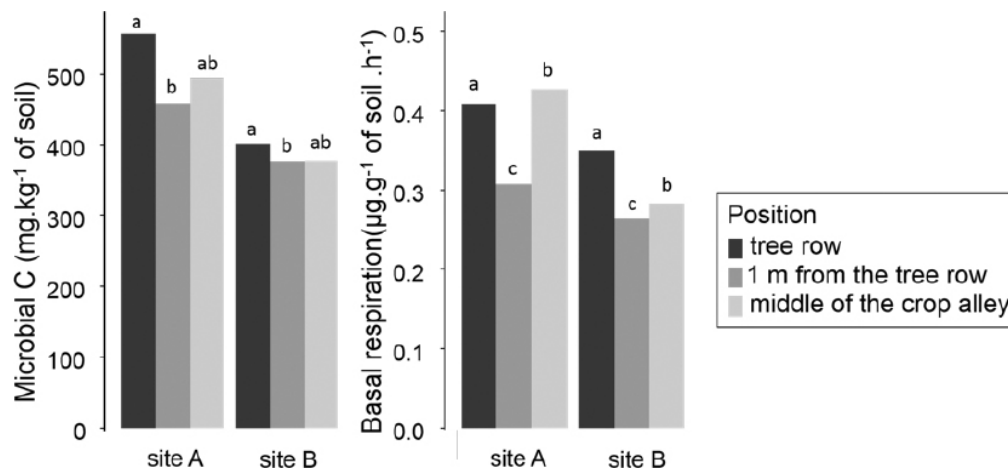 Microbial C (mg.kg⁻¹ of soil)
500
400
300
200
100
0
a
b
ab
a
b
ab
site A
site B
Basal respiration(µg.g⁻¹ of soil .h⁻¹)
0.5
0.4
0.3
0.2
0.1
0.0
a
c
b
a
c
b
site A
site B
Position
tree row
1 m from the tree row
middle of the crop alley